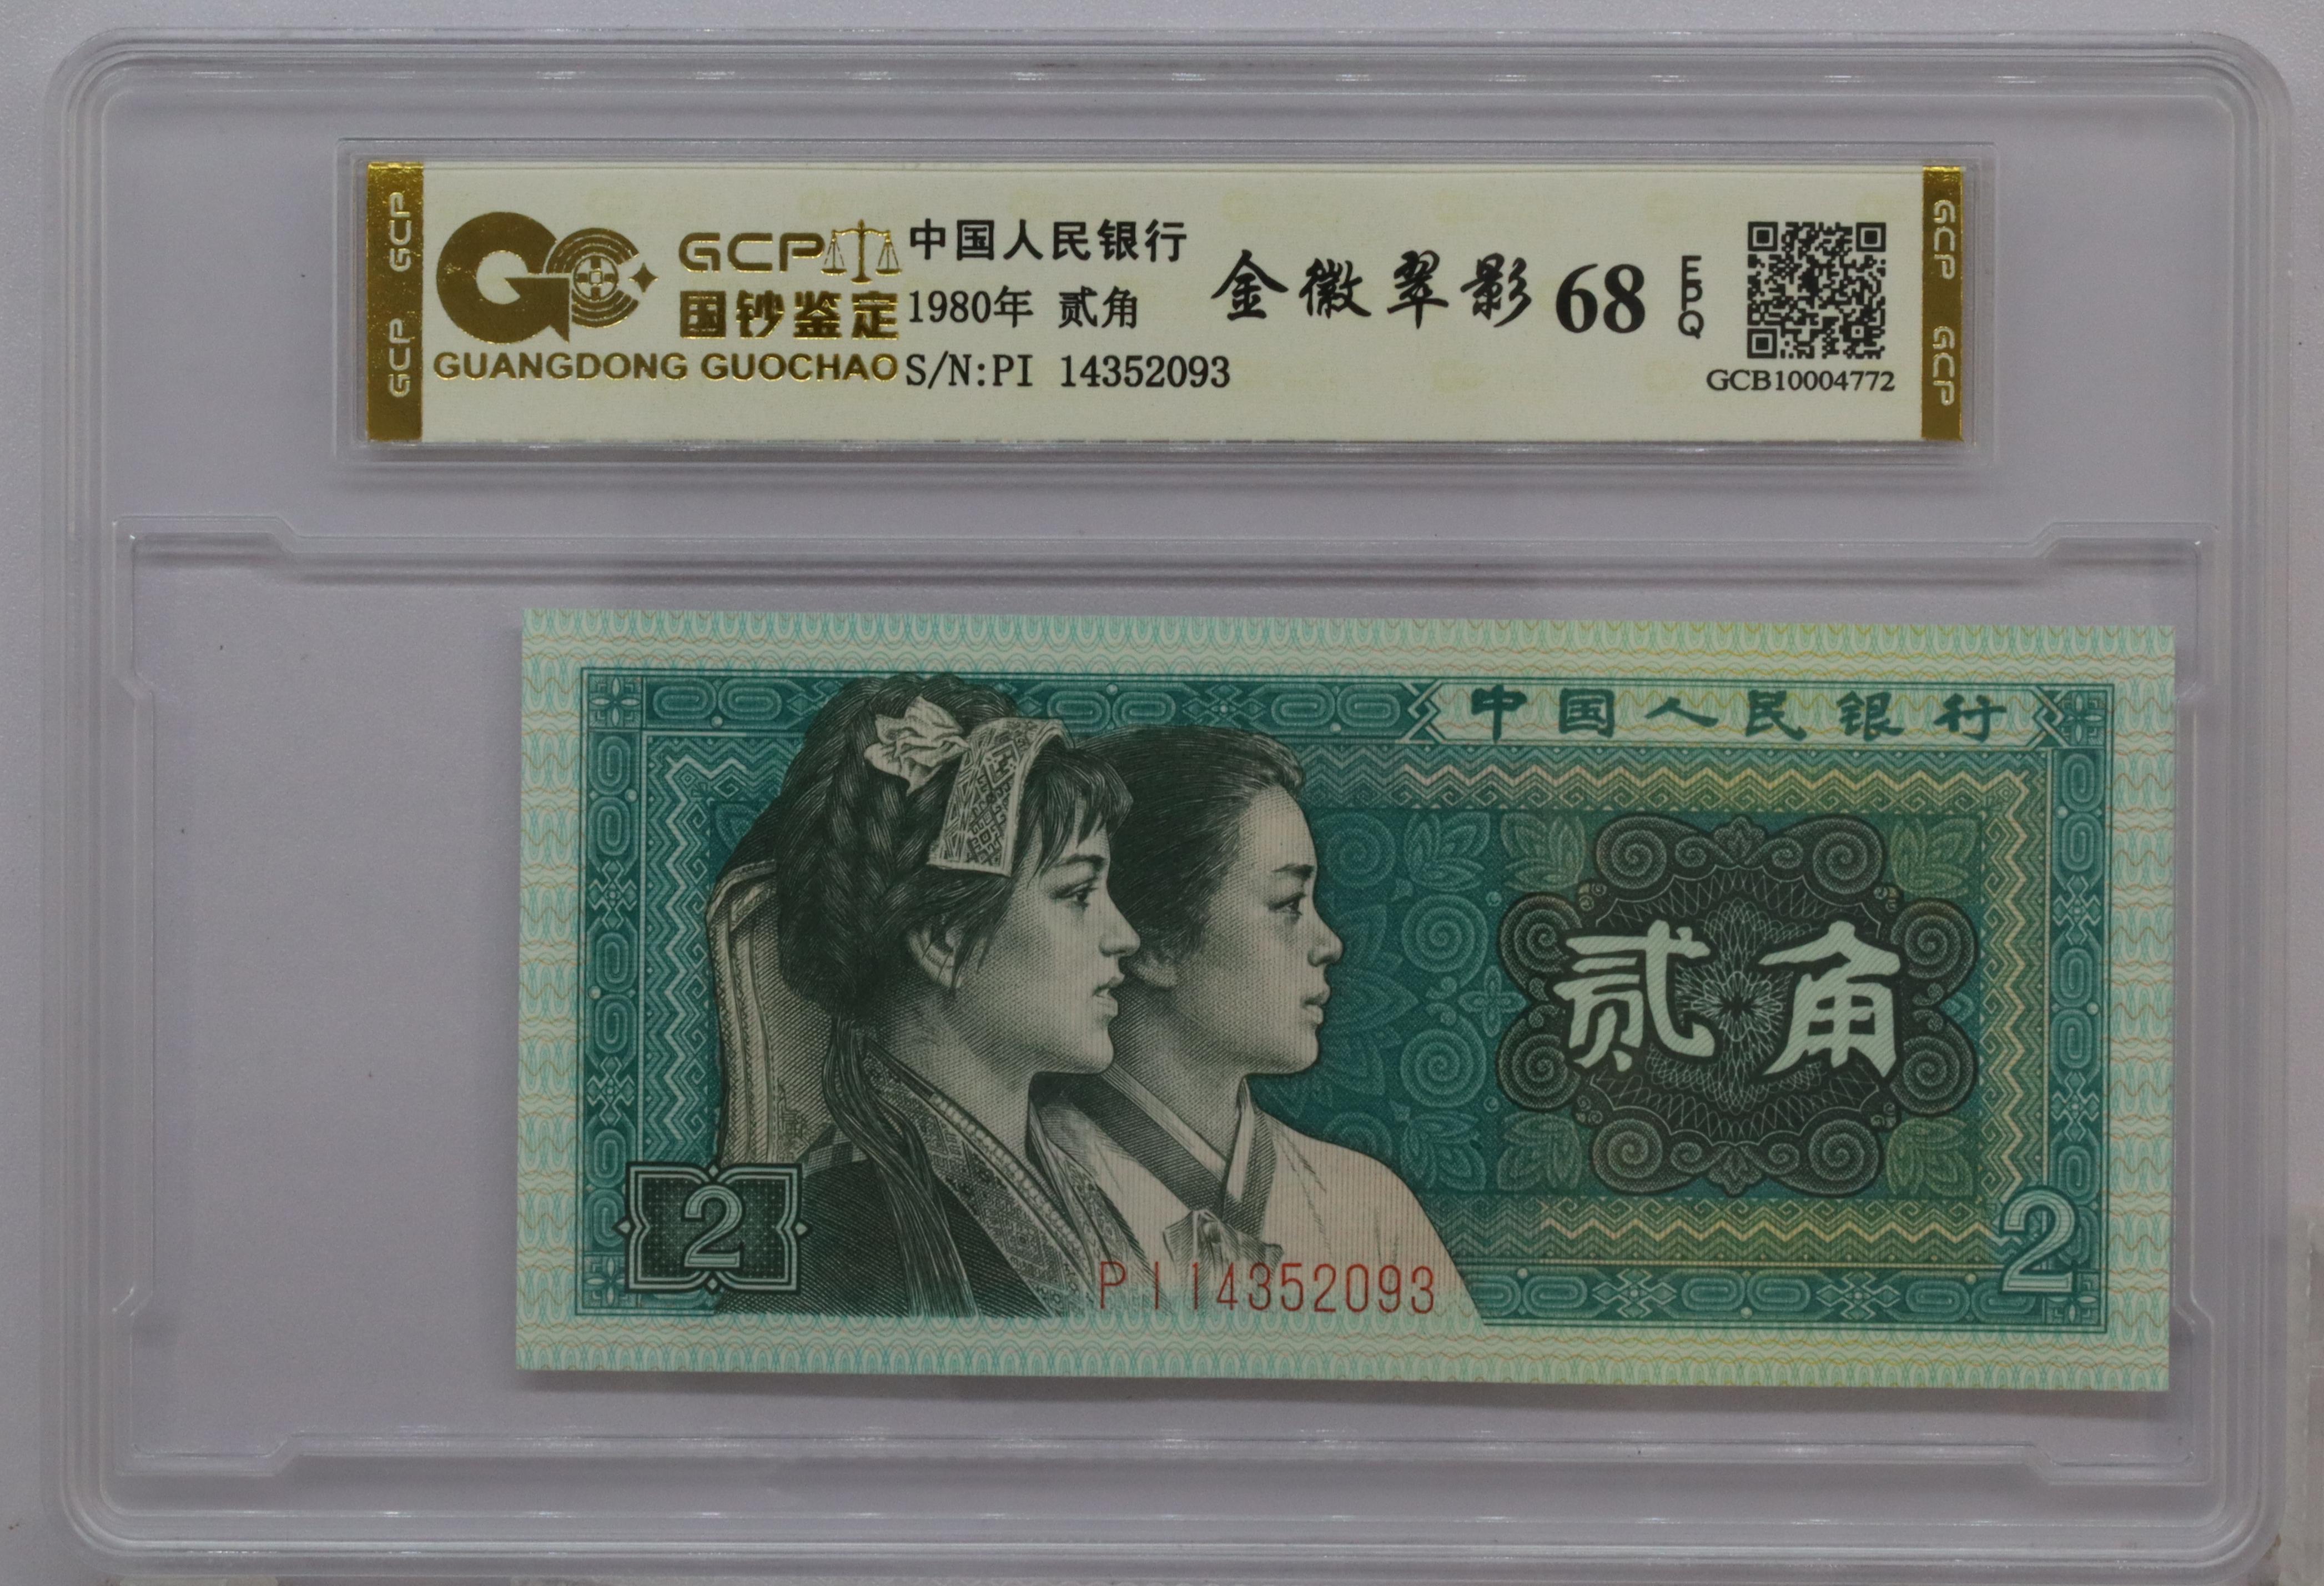 GCP GCP
GCP
国钞鉴定
GUANGDONG GUOCHAO
中国人民银行
1980年 贰角
S/N:PI 14352093
金徽翠影 68 EPQ
GCB10004772
GCP GCP
中国人民银行
贰角
2
2
PI14352093